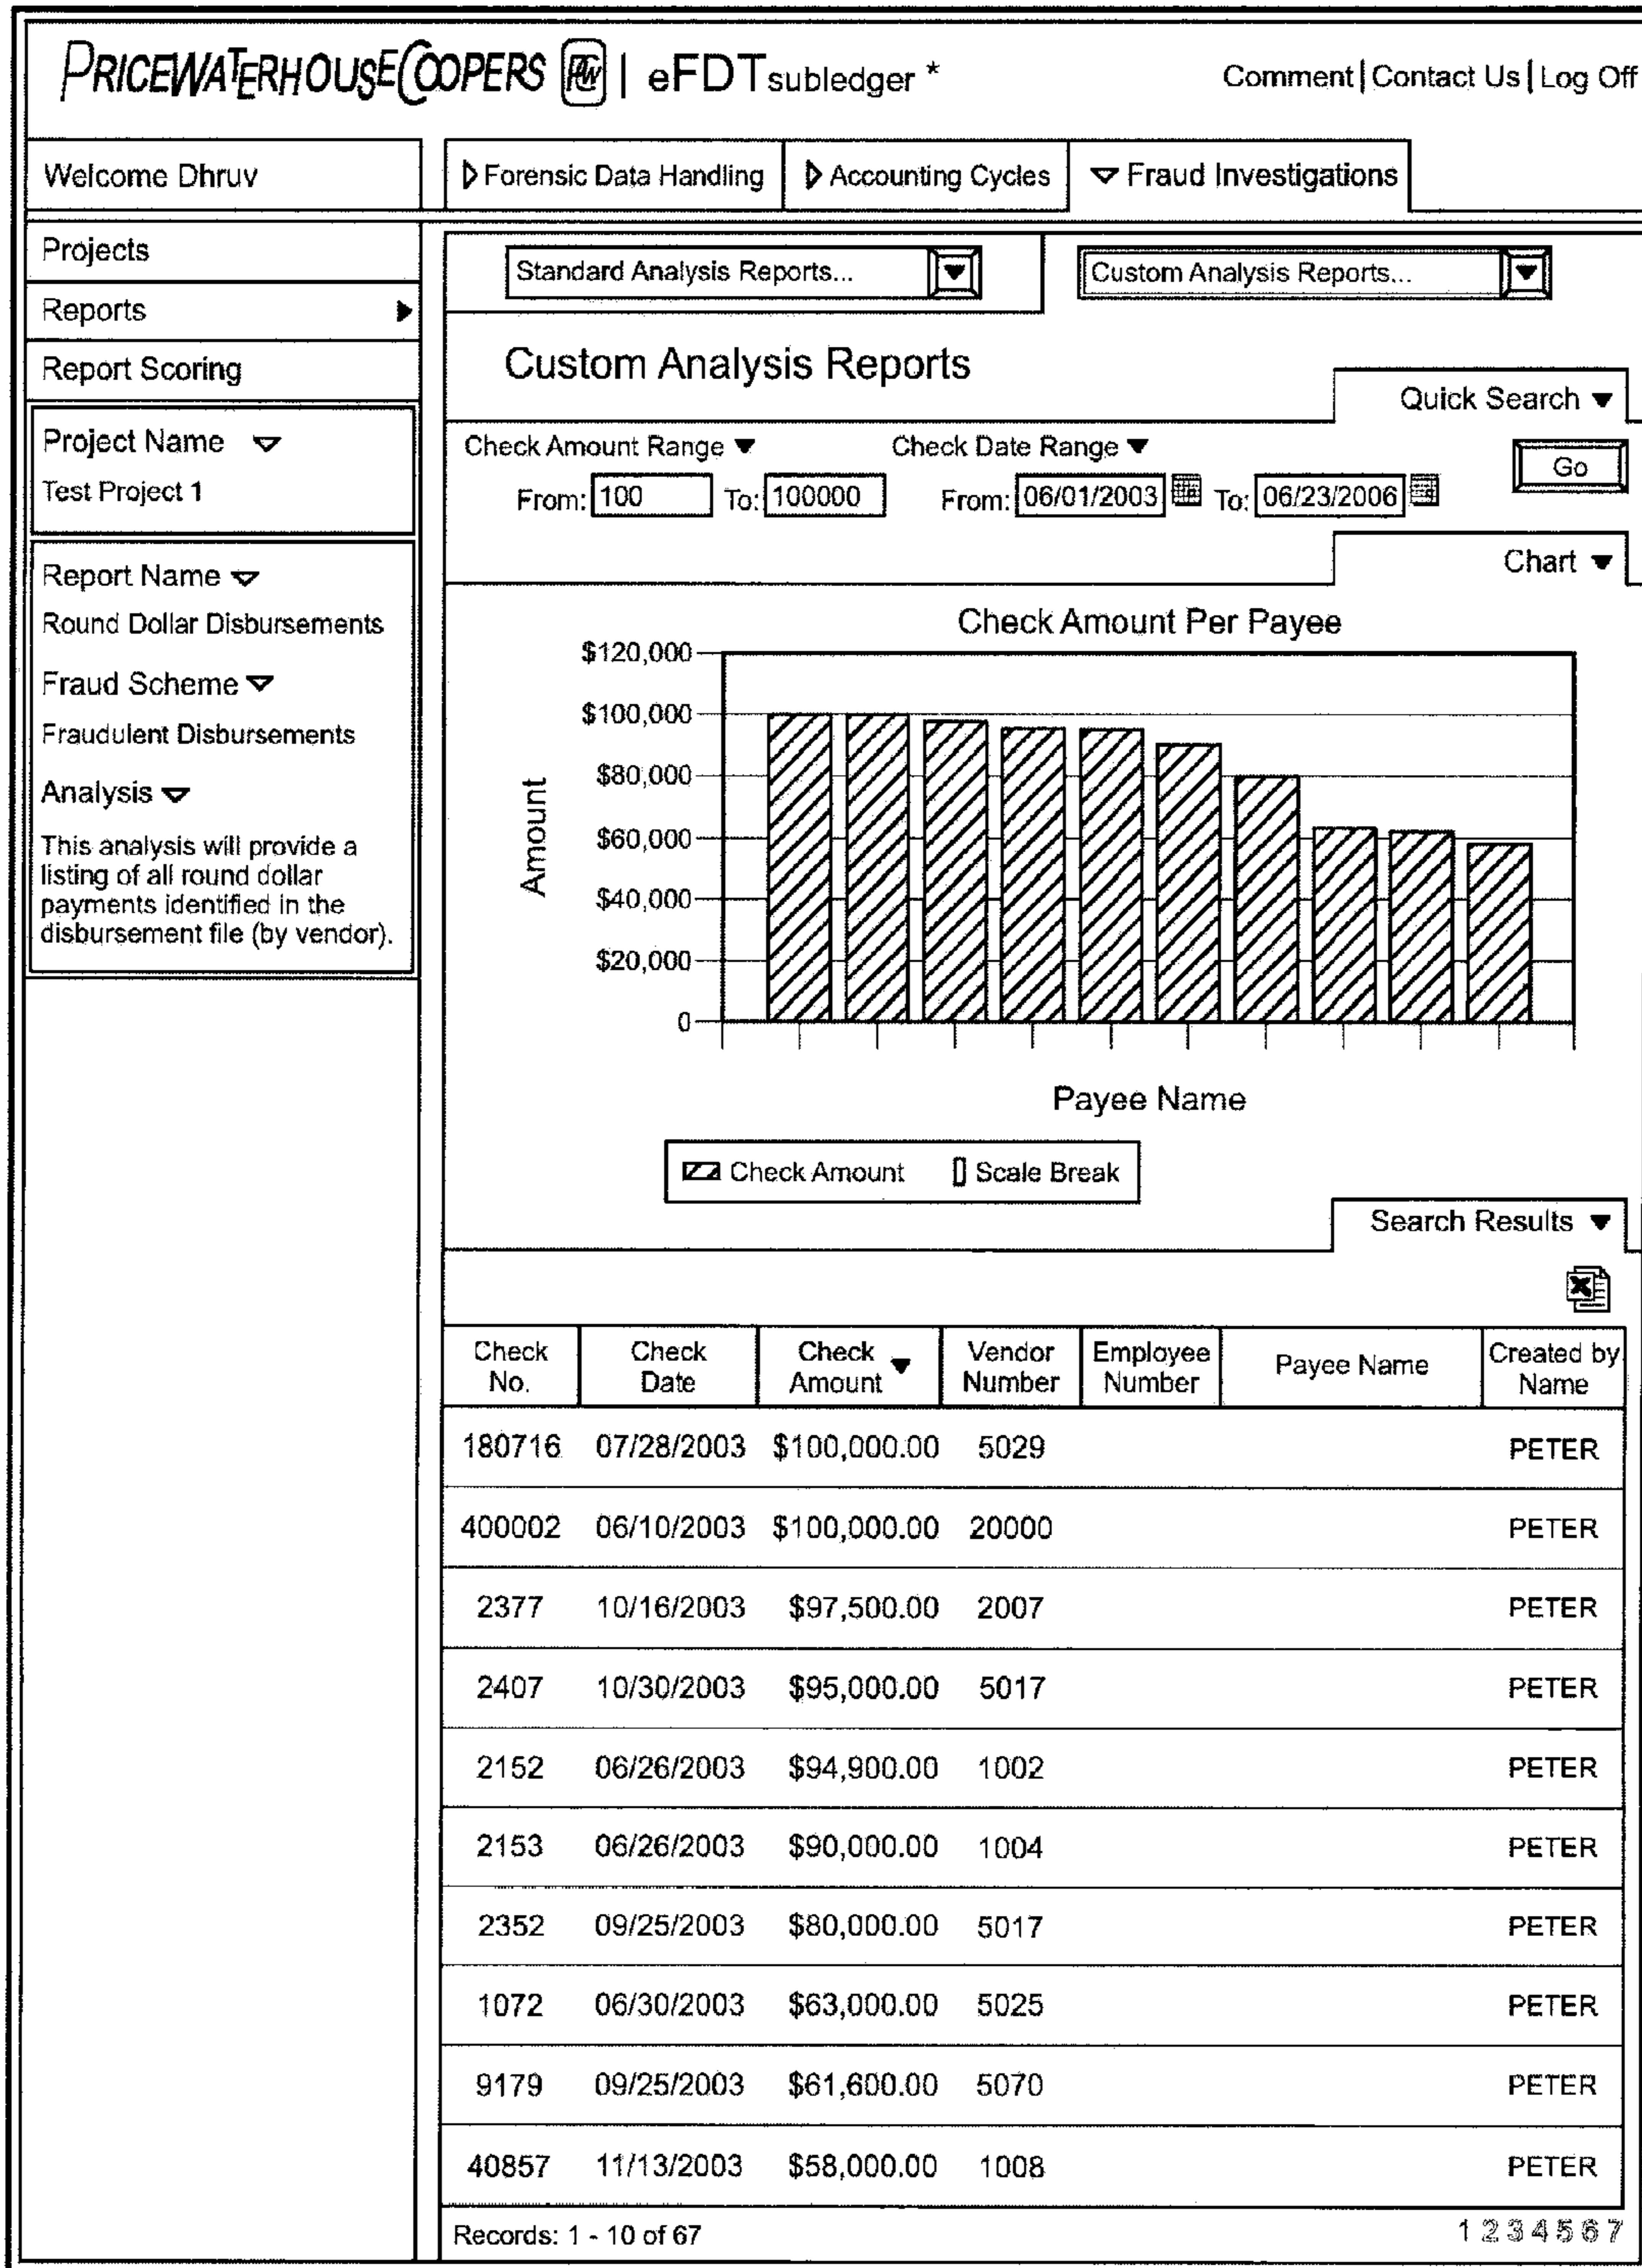 PRICEWATERHOUSECOOPERS PWC | eFDT subledger *
Comment | Contact Us | Log Off
Welcome Dhruv
Forensic Data Handling
Accounting Cycles
Fraud Investigations
Projects
Reports
Report Scoring
Project Name
Test Project 1
Report Name
Round Dollar Disbursements
Fraud Scheme
Fraudulent Disbursements
Analysis
This analysis will provide a
listing of all round dollar
payments identified in the
disbursement file (by vendor).
Standard Analysis Reports...
Custom Analysis Reports...
Custom Analysis Reports
Quick Search
Check Amount Range
Check Date Range
From: 100 To: 100000 From: 06/01/2003 To: 06/23/2006
Go
Chart
Check Amount Per Payee
$120,000
$100,000
$80,000
$60,000
$40,000
$20,000
0
Amount
Payee Name
Check Amount Scale Break
Search Results
Check No. Check Date Check Amount Vendor Number Employee Number Payee Name Created by Name
180716 07/28/2003 $100,000.00 5029 PETER
400002 06/10/2003 $100,000.00 20000 PETER
2377 10/16/2003 $97,500.00 2007 PETER
2407 10/30/2003 $95,000.00 5017 PETER
2152 06/26/2003 $94,900.00 1002 PETER
2153 06/26/2003 $90,000.00 1004 PETER
2352 09/25/2003 $80,000.00 5017 PETER
1072 06/30/2003 $63,000.00 5025 PETER
9179 09/25/2003 $61,600.00 5070 PETER
40857 11/13/2003 $58,000.00 1008 PETER
Records: 1 - 10 of 67
1 2 3 4 5 6 7